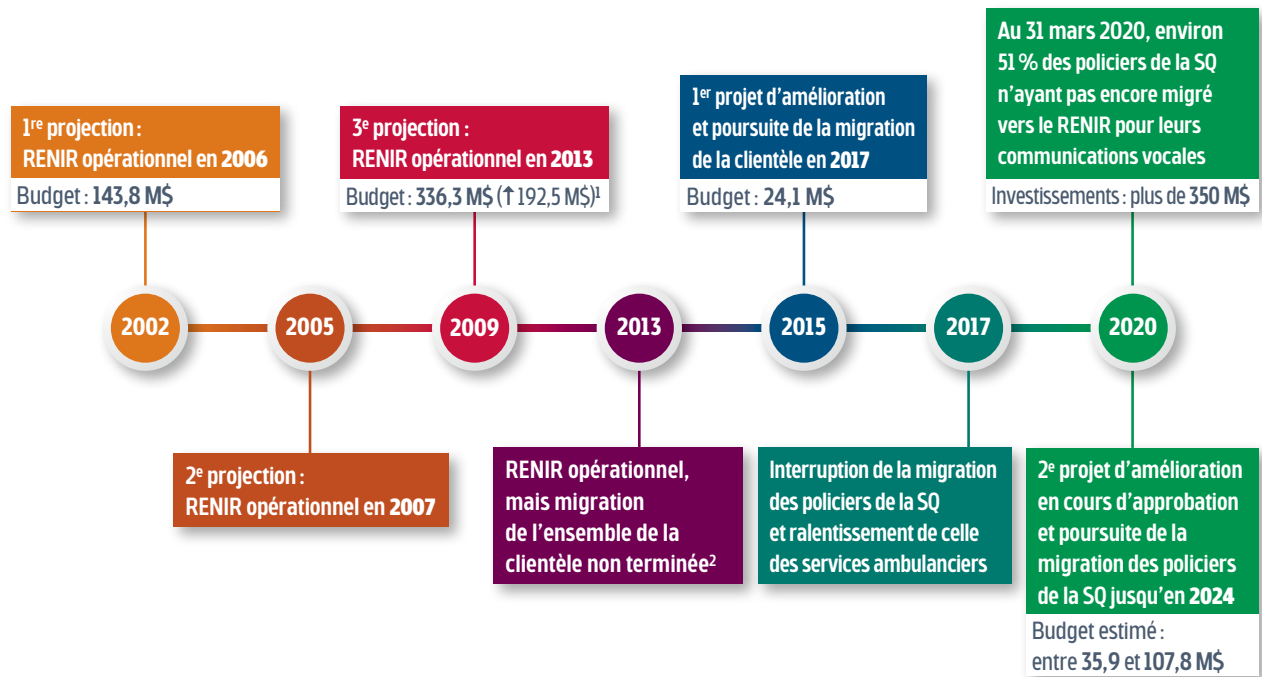 1re projection :
RENIR opérationnel en 2006
Budget : 143,8 M$
3e projection :
RENIR opérationnel en 2013
Budget : 336,3 M$ (↑ 192,5 M$)1
1er projet d'amélioration
et poursuite de la migration
de la clientèle en 2017
Budget : 24,1 M$
Au 31 mars 2020, environ
51 % des policiers de la SQ
n'ayant pas encore migré
vers le RENIR pour leurs
communications vocales
Investissements : plus de 350 M$
2002
2005
2009
2013
2015
2017
2020
2e projection :
RENIR opérationnel en 2007
RENIR opérationnel,
mais migration
de l'ensemble de la
clientèle non terminée2
Interruption de la migration
des policiers de la SQ
et ralentissement de celle
des services ambulanciers
2e projet d'amélioration
en cours d'approbation
et poursuite de la
migration des policiers
de la SQ jusqu'en 2024
Budget estimé :
entre 35,9 et 107,8 M$